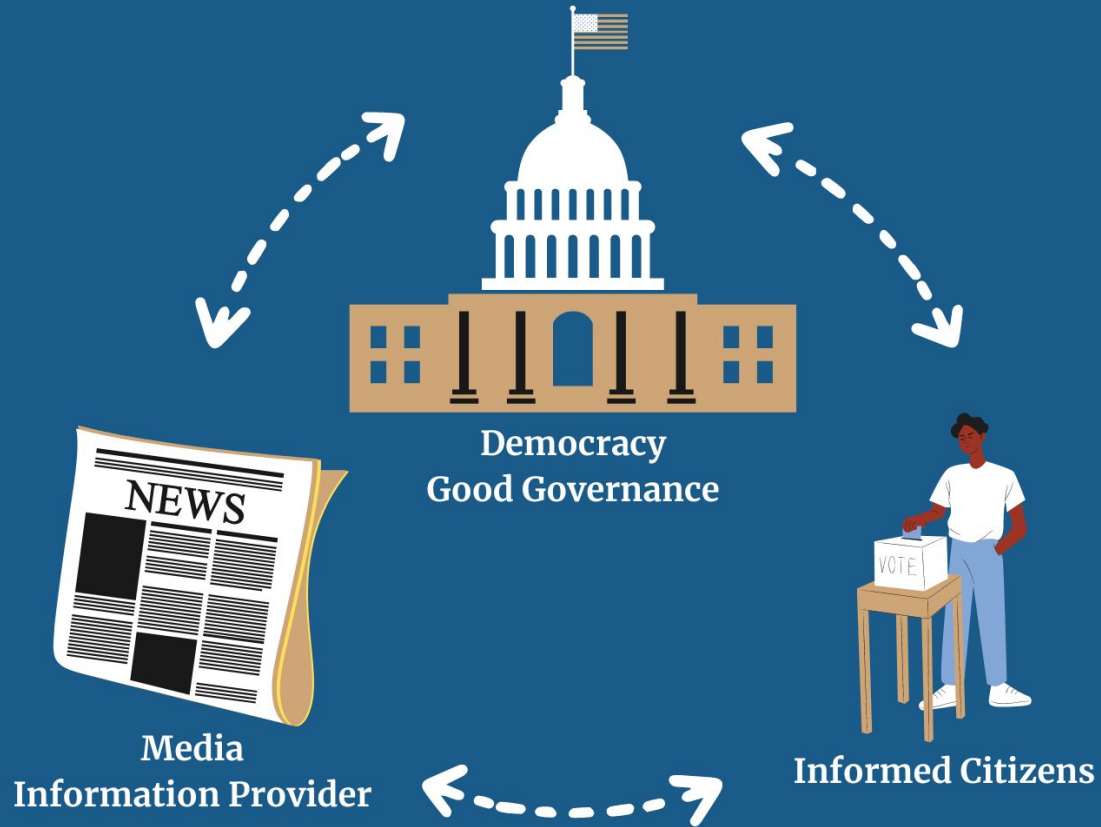 Democracy
Good Governance
NEWS
VOTE
Media
Information Provider
Informed Citizens